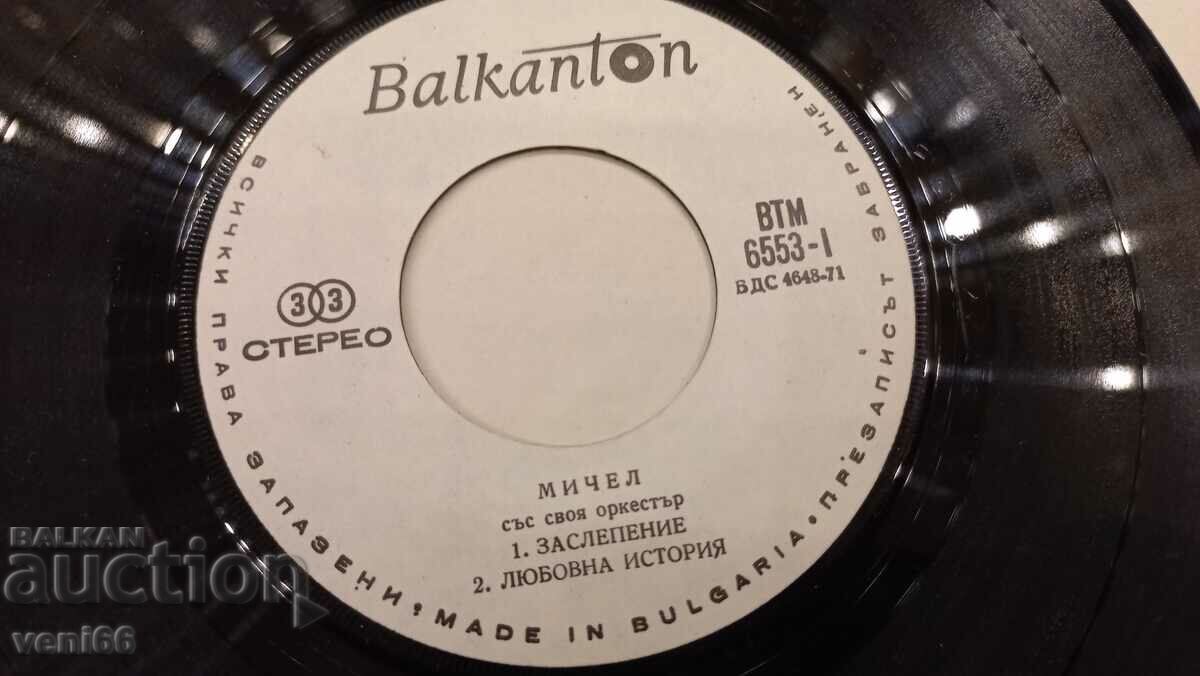 Balkanton
ВТМ
6553-I
БДС 4648-71
33
СТЕРЕО
МИЧЕЛ
със своя оркестър
1. ЗАСЛЕПЕНИЕ
2. ЛЮБОВНА ИСТОРИЯ
ВСИЧКИ ПРАВА ЗАПАЗЕНИ • MADE IN BULGARIA • ПРЕЗАПИСЪТ ЗАБРАНЕН
BALKAN
auction
veni66